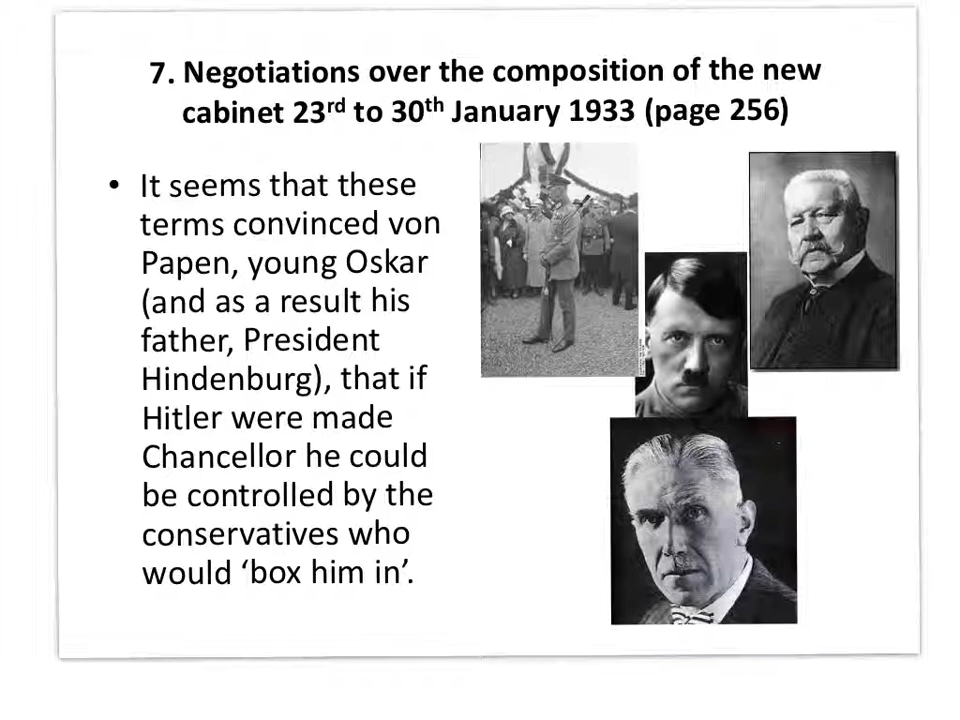 7. Negotiations over the composition of the new
cabinet 23rd to 30th January 1933 (page 256)
• It seems that these
terms convinced von
Papen, young Oskar
(and as a result his
father, President
Hindenburg), that if
Hitler were made
Chancellor he could
be controlled by the
conservatives who
would ‘box him in’.